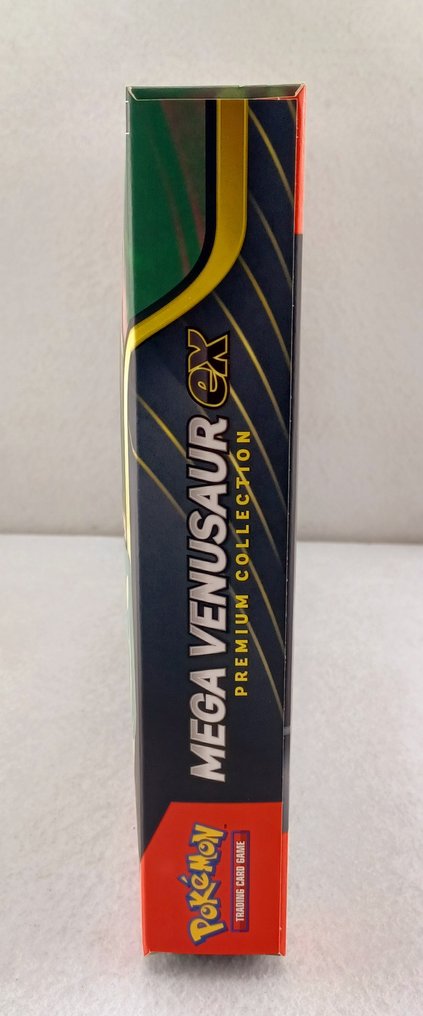 MEGA VENUSAUR ex
PREMIUM COLLECTION
POKéMON
TRADING CARD GAME